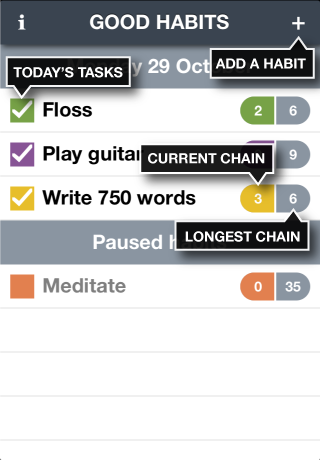 i GOOD HABITS +
y 29 Oct
ADD A HABIT
TODAY'S TASKS
Floss 2 6
Play guitar 9
CURRENT CHAIN
Write 750 words 3 6
LONGEST CHAIN
Paused
Meditate 0 35